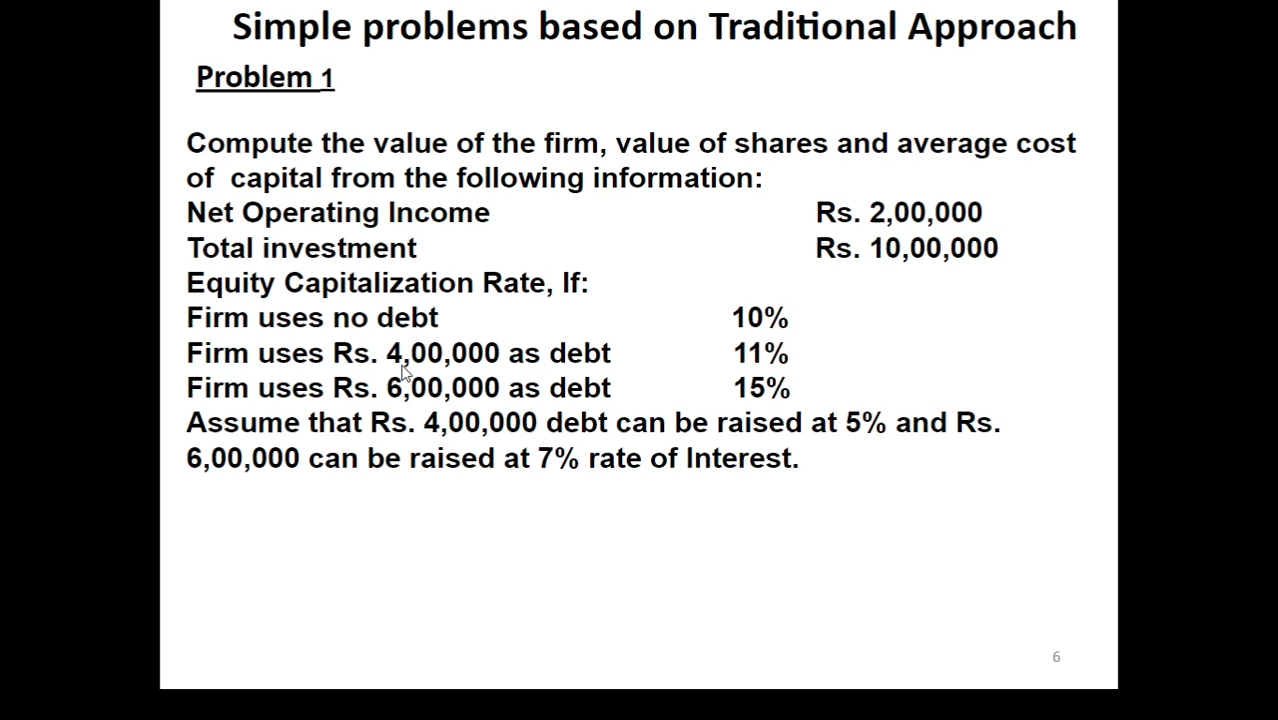 Simple problems based on Traditional Approach
Problem 1
Compute the value of the firm, value of shares and average cost
of capital from the following information:
Net Operating Income Rs. 2,00,000
Total investment Rs. 10,00,000
Equity Capitalization Rate, If:
Firm uses no debt 10%
Firm uses Rs. 4,00,000 as debt 11%
Firm uses Rs. 6,00,000 as debt 15%
Assume that Rs. 4,00,000 debt can be raised at 5% and Rs.
6,00,000 can be raised at 7% rate of Interest.
6